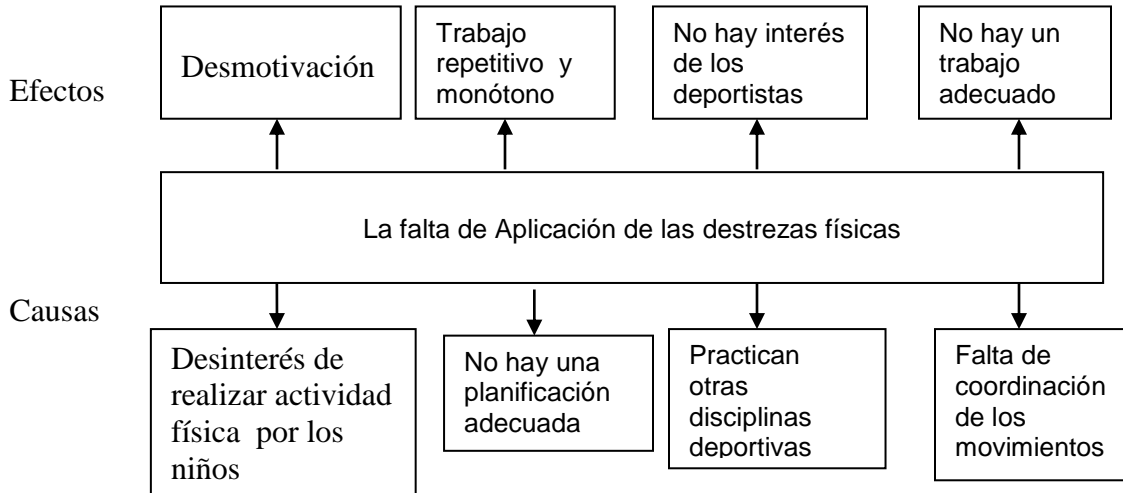 Efectos
Desmotivación
Trabajo
repetitivo y
monótono
No hay interés
de los
deportistas
No hay un
trabajo
adecuado
La falta de Aplicación de las destrezas físicas
Causas
Desinterés de
realizar actividad
física por los
niños
No hay una
planificación
adecuada
Practican
otras
disciplinas
deportivas
Falta de
coordinación
de los
movimientos